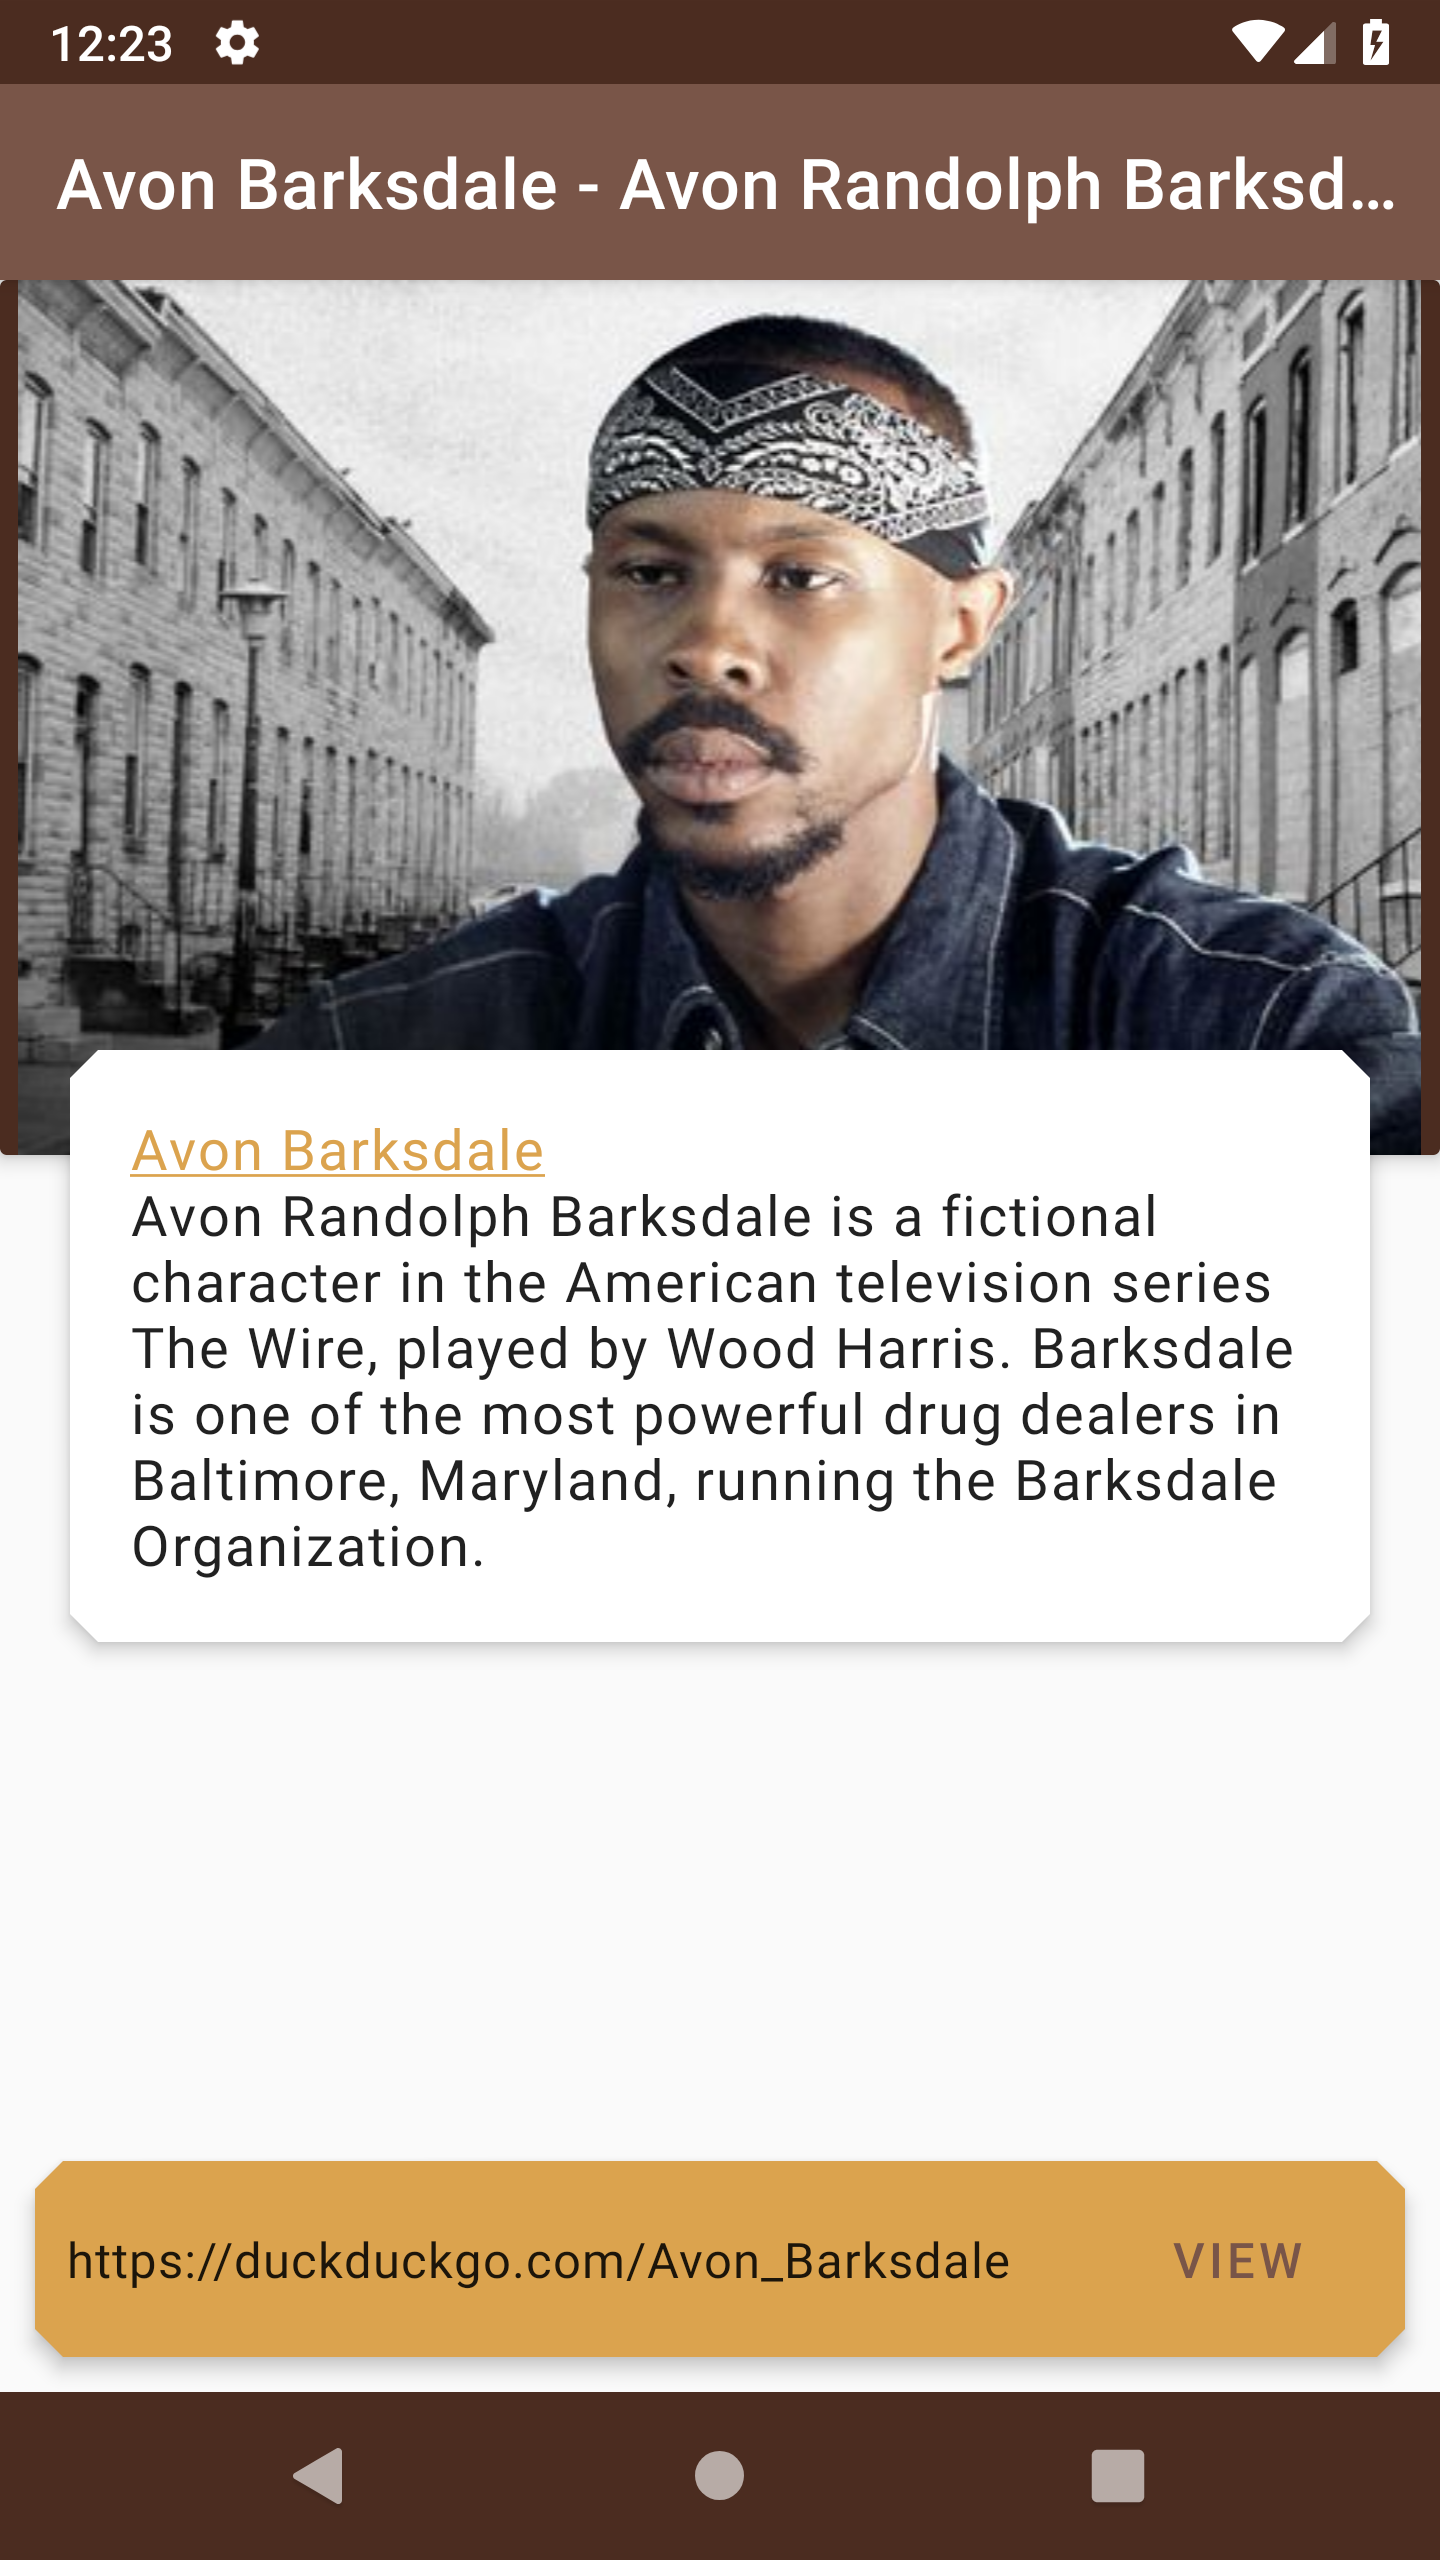 12:23
Avon Barksdale - Avon Randolph Barksd...
Avon Barksdale
Avon Randolph Barksdale is a fictional
character in the American television series
The Wire, played by Wood Harris. Barksdale
is one of the most powerful drug dealers in
Baltimore, Maryland, running the Barksdale
Organization.
https://duckduckgo.com/Avon_Barksdale VIEW